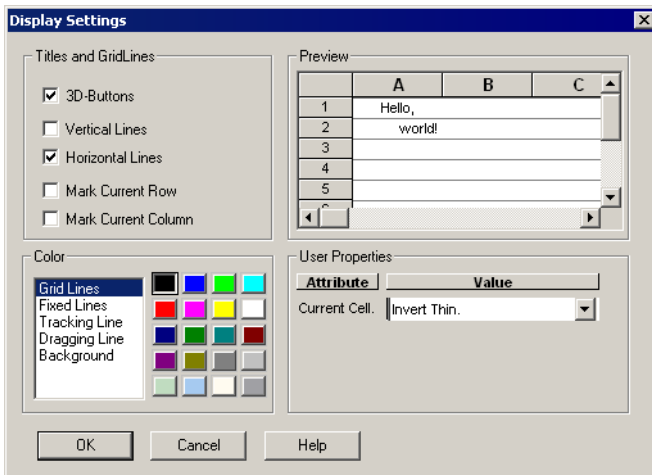 Display Settings
Titles and GridLines
3D-Buttons
Vertical Lines
Horizontal Lines
Mark Current Row
Mark Current Column
Preview
A B C
1 Hello,
2 world!
3
4
5
Color
Grid Lines
Fixed Lines
Tracking Line
Dragging Line
Background
User Properties
Attribute Value
Current Cell. Invert Thin.
OK Cancel Help